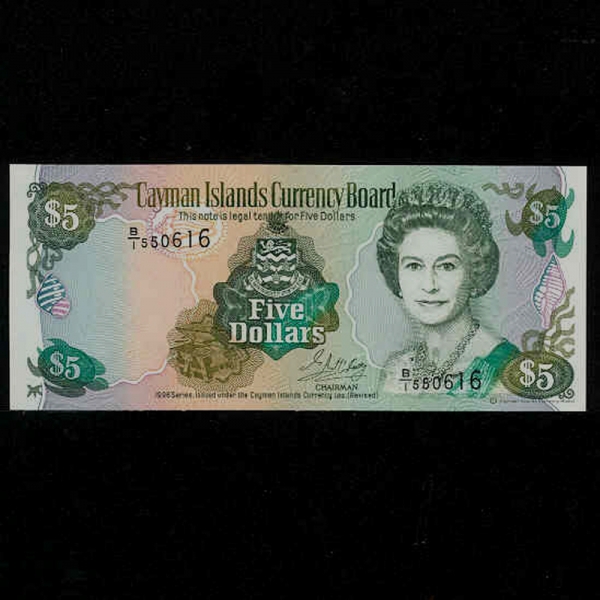 Cayman Islands Currency Board
This note is legal tender for Five Dollars
$5
$5
B/1 550616
Five
Dollars
$5
$5
B/1 550616
CHAIRMAN
1996 Series. Issued under the Cayman Islands Currency Law. (Revised)